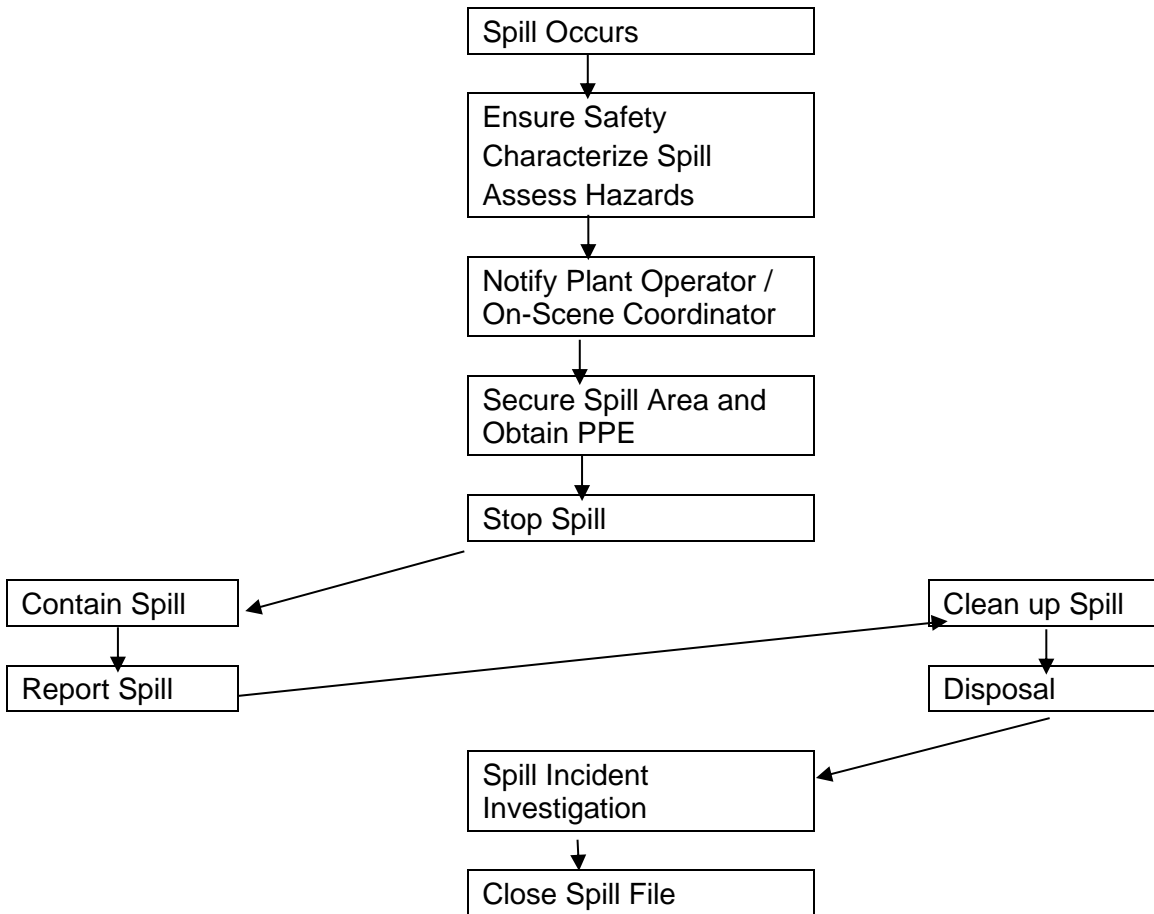 Spill Occurs
Ensure Safety
Characterize Spill
Assess Hazards
Notify Plant Operator /
On-Scene Coordinator
Secure Spill Area and
Obtain PPE
Stop Spill
Contain Spill
Report Spill
Clean up Spill
Disposal
Spill Incident
Investigation
Close Spill File